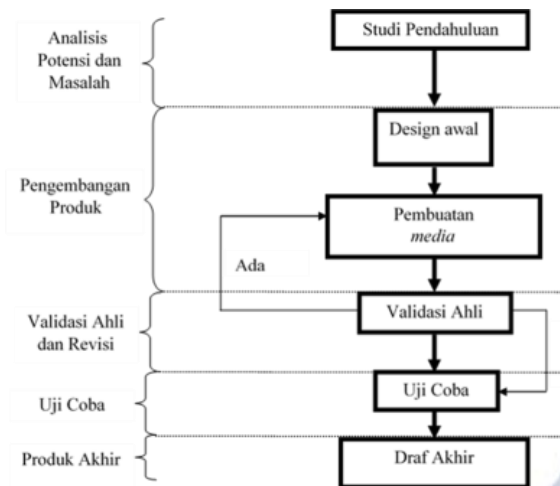 Analisis
Potensi dan
Masalah
Studi Pendahuluan
Design awal
Pengembangan
Produk
Pembuatan
media
Ada
Validasi Ahli
dan Revisi
Validasi Ahli
Uji Coba
Uji Coba
Produk Akhir
Draf Akhir